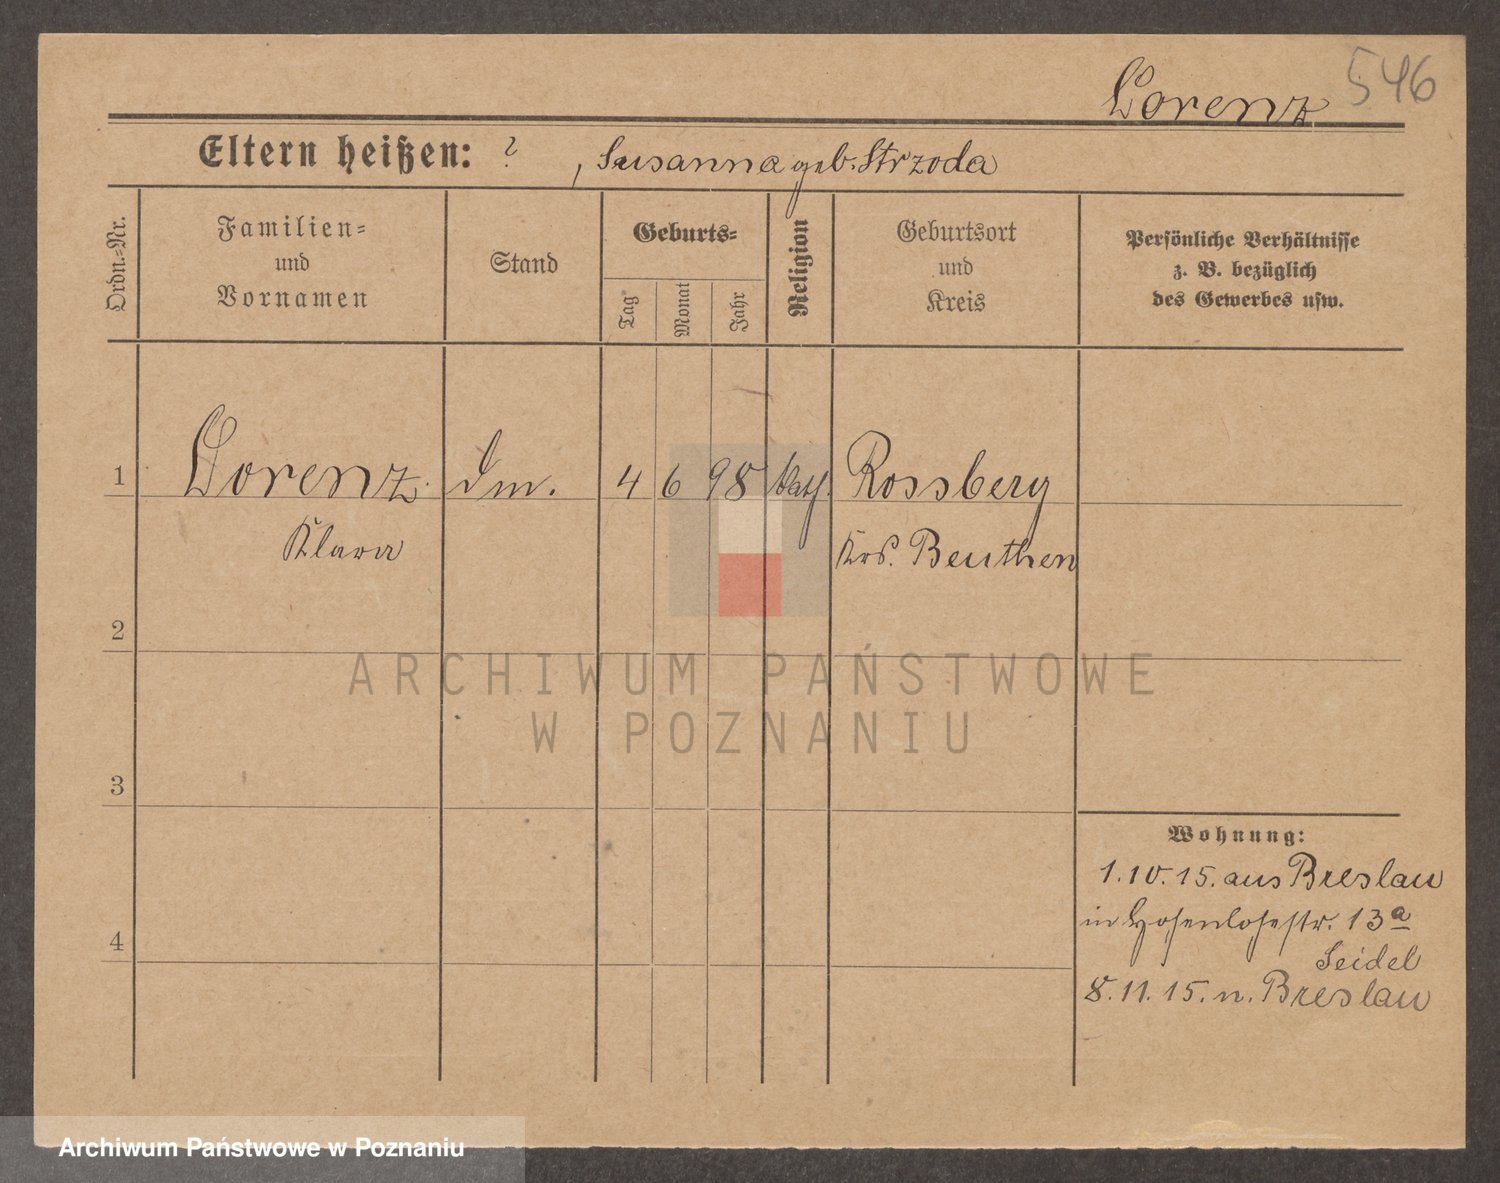 Lorenz 546
Eltern heißen: ? , Susanna geb. Strzoda
Ordn.=Nr.
Familien=
und
Vornamen
Stand
Geburts=
Tag
Monat
Jahr
Religion
Geburtsort
und
Kreis
Persönliche Verhältnisse
z. B. bezüglich
des Gewerbes usw.
1 Lorenz 4 6 98 kath. Rossberg
Klara Krs. Beuthen
2
3
4
Wohnung:
1.10.15. aus Breslau
in Hohenlohestr. 13a
Seidel
8.11.15. n. Breslau
ARCHIWUM PAŃSTWOWE
W POZNANIU
Archiwum Państwowe w Poznaniu